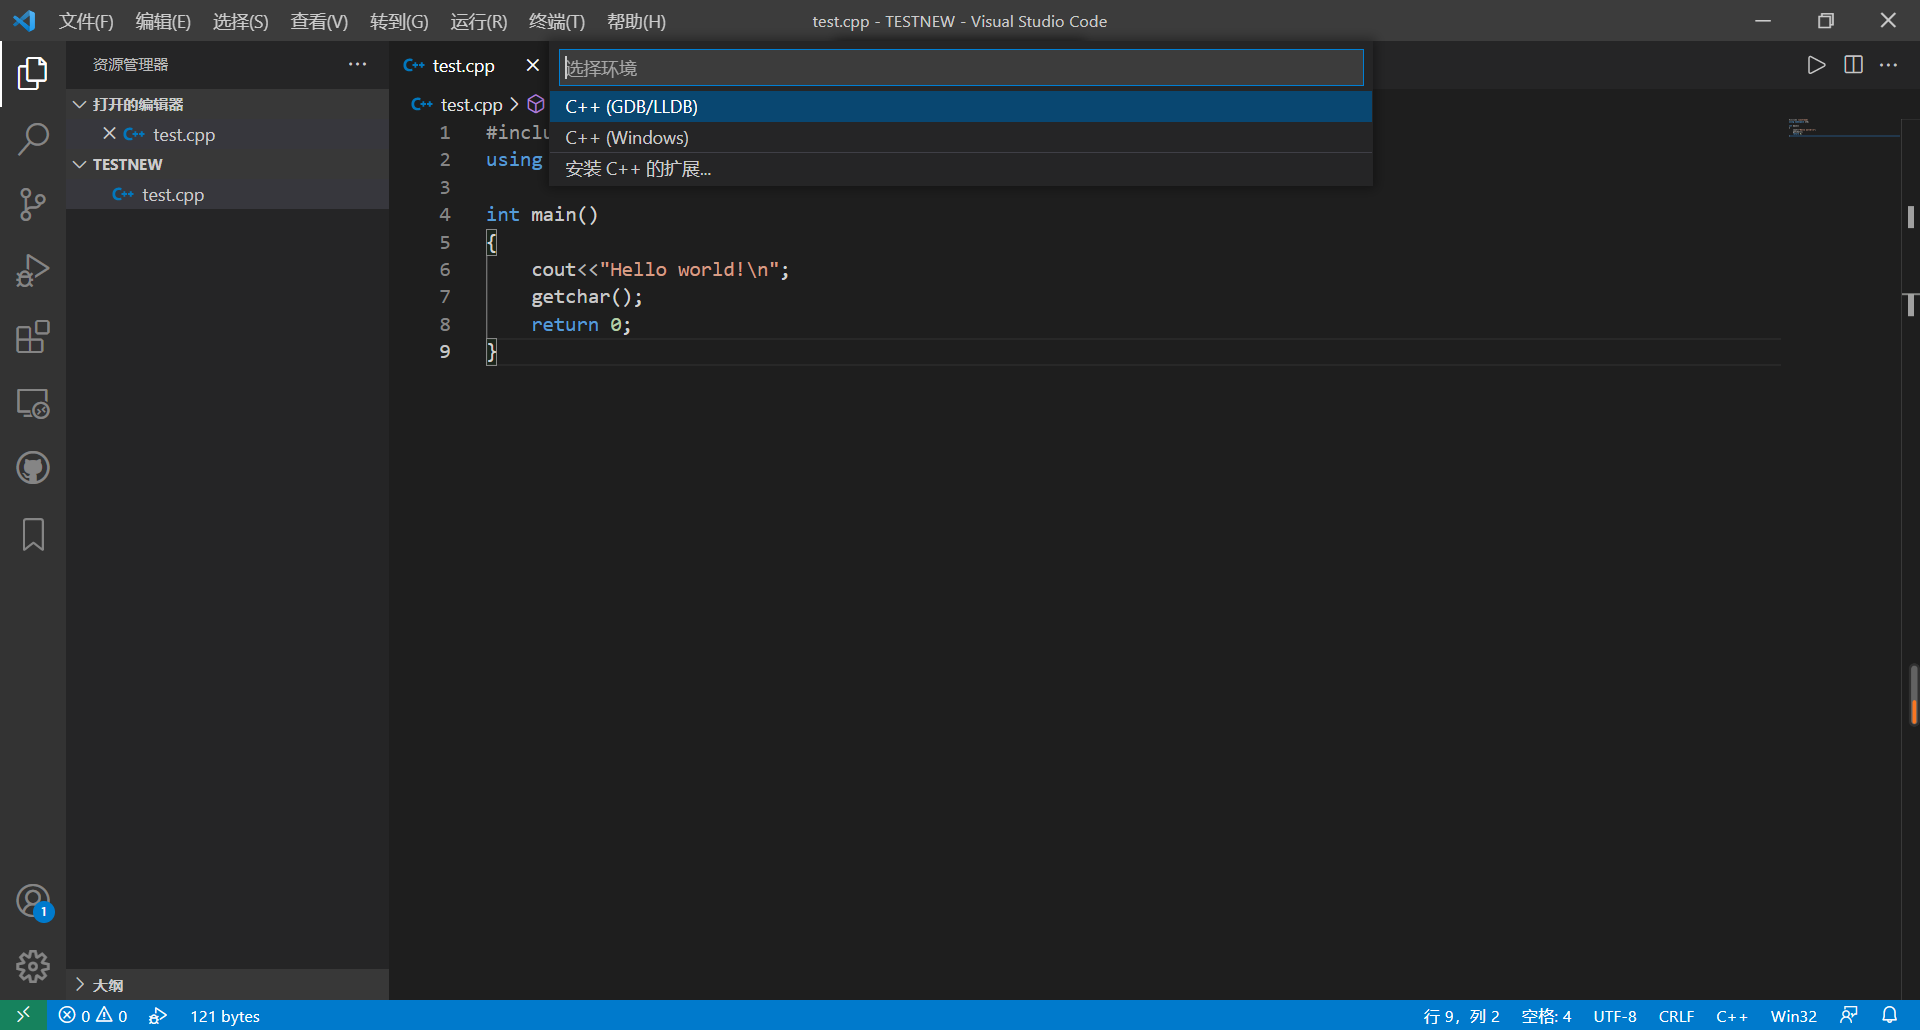 文件(F) 编辑(E) 选择(S) 查看(V) 转到(G) 运行(R) 终端(T) 帮助(H) test.cpp - TESTNEW - Visual Studio Code
资源管理器
打开的编辑器
test.cpp
TESTNEW
test.cpp
test.cpp
选择环境
C++ (GDB/LLDB)
C++ (Windows)
安装 C++ 的扩展...
test.cpp
1 #inclu
2 using
3
4 int main()
5 {
6 cout<<"Hello world!\n";
7 getchar();
8 return 0;
9 }
1
大纲
0 0 121 bytes 行 9，列 2 空格: 4 UTF-8 CRLF C++ Win32